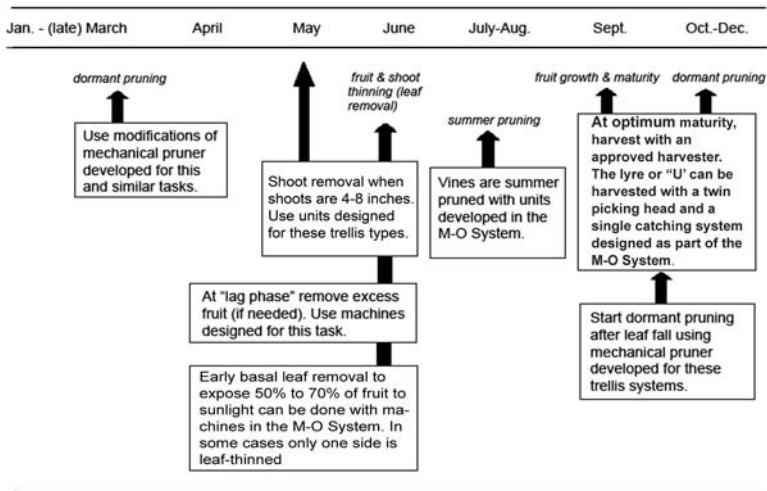 Jan. - (late) March April May June July-Aug. Sept. Oct.-Dec.
dormant pruning
fruit & shoot
thinning (leaf
removal)
summer pruning
fruit growth & maturity
dormant pruning
Use modifications of
mechanical pruner
developed for this
and similar tasks.
Shoot removal when
shoots are 4-8 inches.
Use units designed
for these trellis types.
Vines are summer
pruned with units
developed in the
M-O System.
At optimum maturity,
harvest with an
approved harvester.
The lyre or “U’ can be
harvested with a twin
picking head and a
single catching system
designed as part of the
M-O System.
At “lag phase” remove excess
fruit (if needed). Use machines
designed for this task.
Start dormant pruning
after leaf fall using
mechanical pruner
developed for these
trellis systems.
Early basal leaf removal to
expose 50% to 70% of fruit to
sunlight can be done with ma-
chines in the M-O System. In
some cases only one side is
leaf-thinned